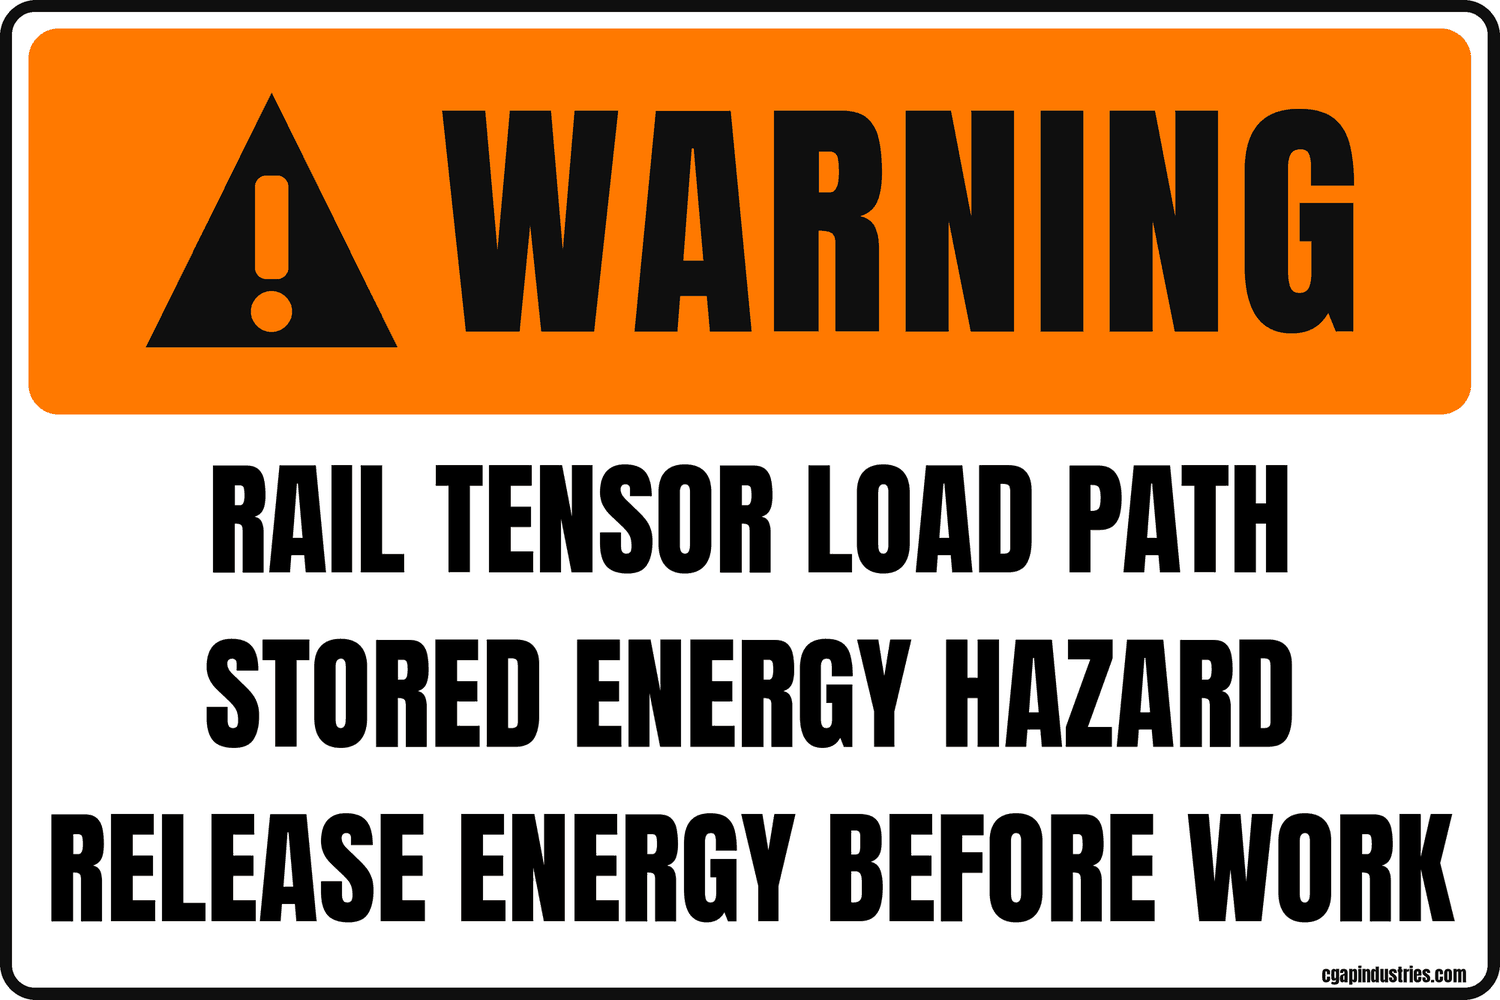 WARNING
RAIL TENSOR LOAD PATH
STORED ENERGY HAZARD
RELEASE ENERGY BEFORE WORK
cgapindustries.com